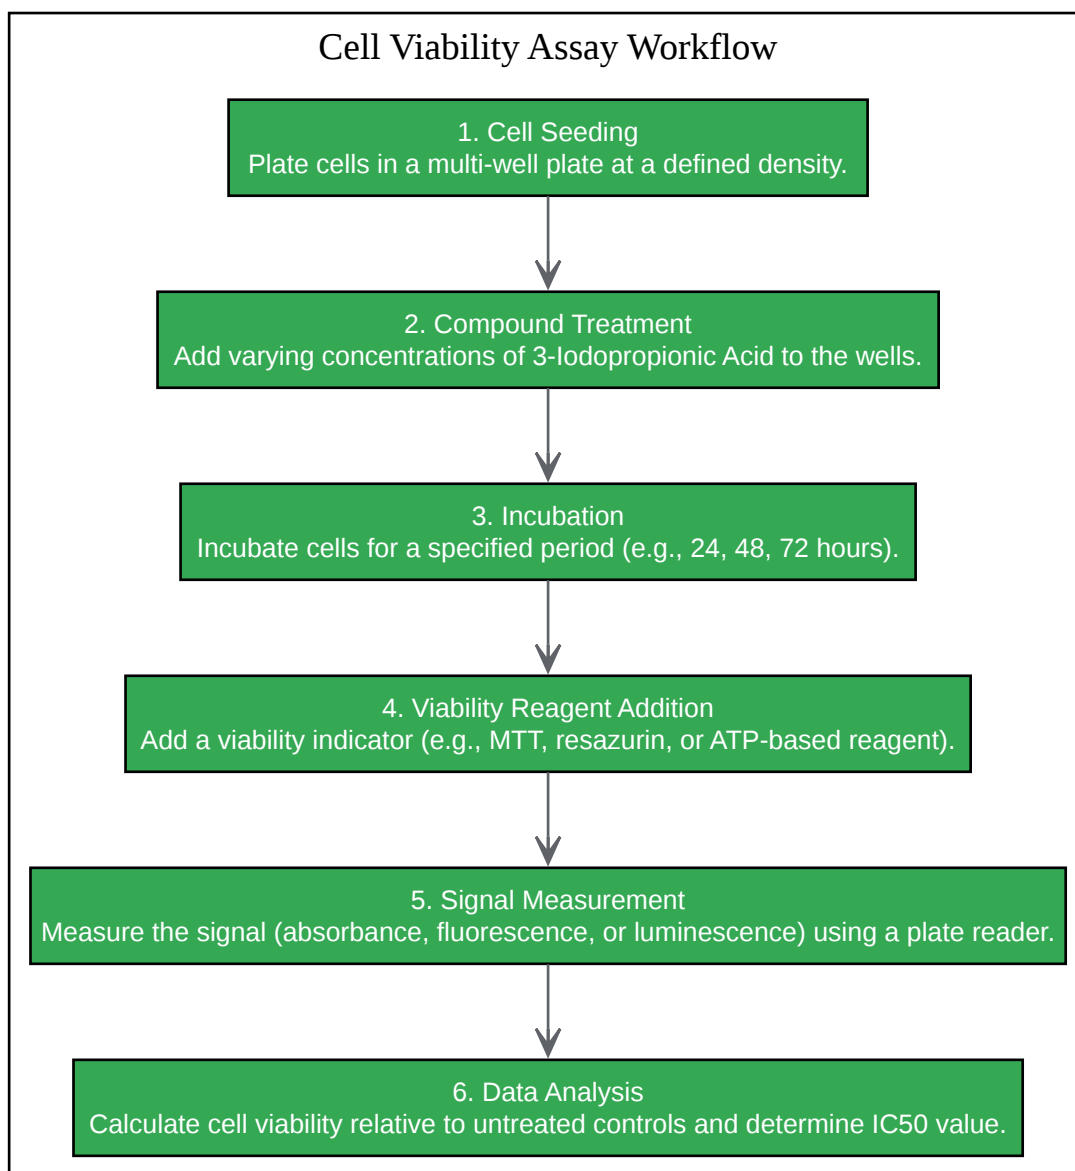 Cell Viability Assay Workflow
1. Cell Seeding
Plate cells in a multi-well plate at a defined density.
2. Compound Treatment
Add varying concentrations of 3-Iodopropionic Acid to the wells.
3. Incubation
Incubate cells for a specified period (e.g., 24, 48, 72 hours).
4. Viability Reagent Addition
Add a viability indicator (e.g., MTT, resazurin, or ATP-based reagent).
5. Signal Measurement
Measure the signal (absorbance, fluorescence, or luminescence) using a plate reader.
6. Data Analysis
Calculate cell viability relative to untreated controls and determine IC50 value.